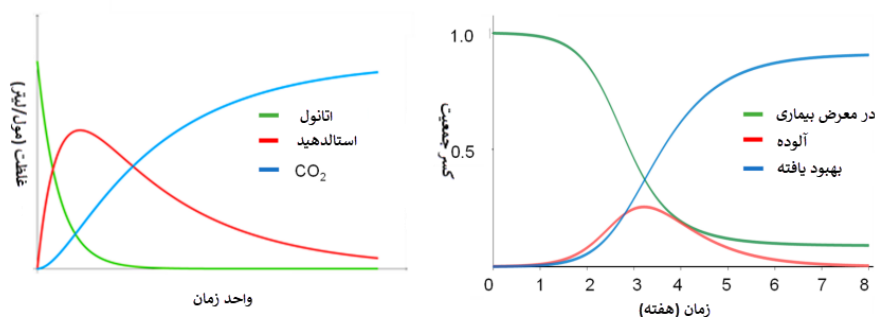 غلظت (مول/لیتر)
اتانول
استالدهید
CO₂
واحد زمان
کسر جمعیت
1.0
0.5
در معرض بیماری
آلوده
بهبود یافته
0 1 2 3 4 5 6 7 8
زمان (هفته)